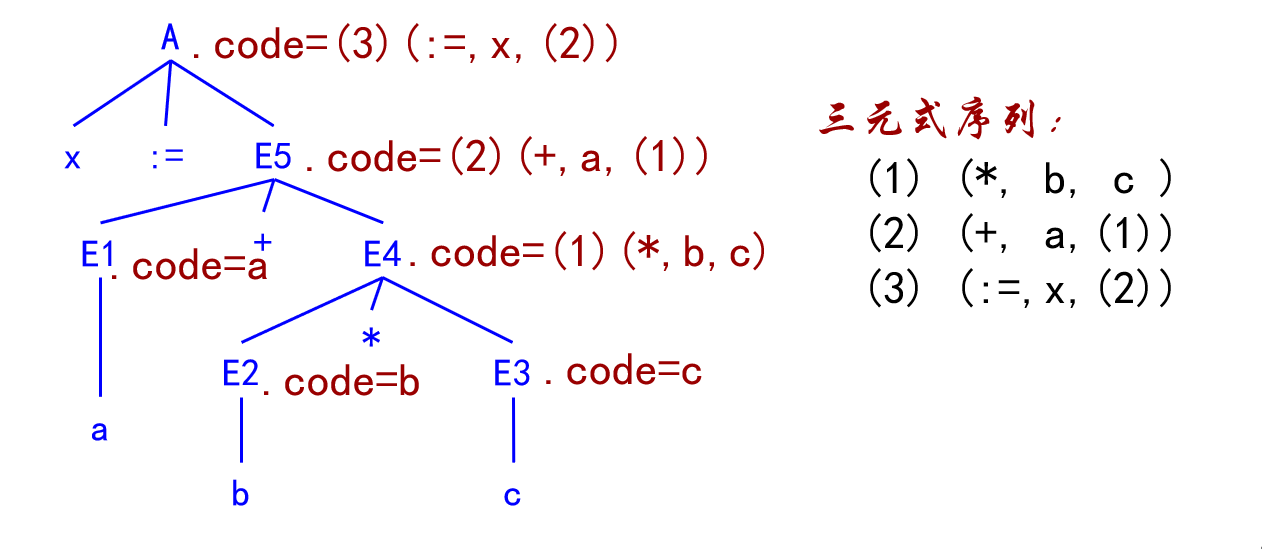 A.code=(3)(:=,x,(2))
三元式序列：
x := E5.code=(2)(+,a,(1))
(1) (*, b, c )
(2) (+, a,(1))
(3) (:=,x,(2))
E1.code=a + E4.code=(1)(*,b,c)
*
E2.code=b E3.code=c
a
b c